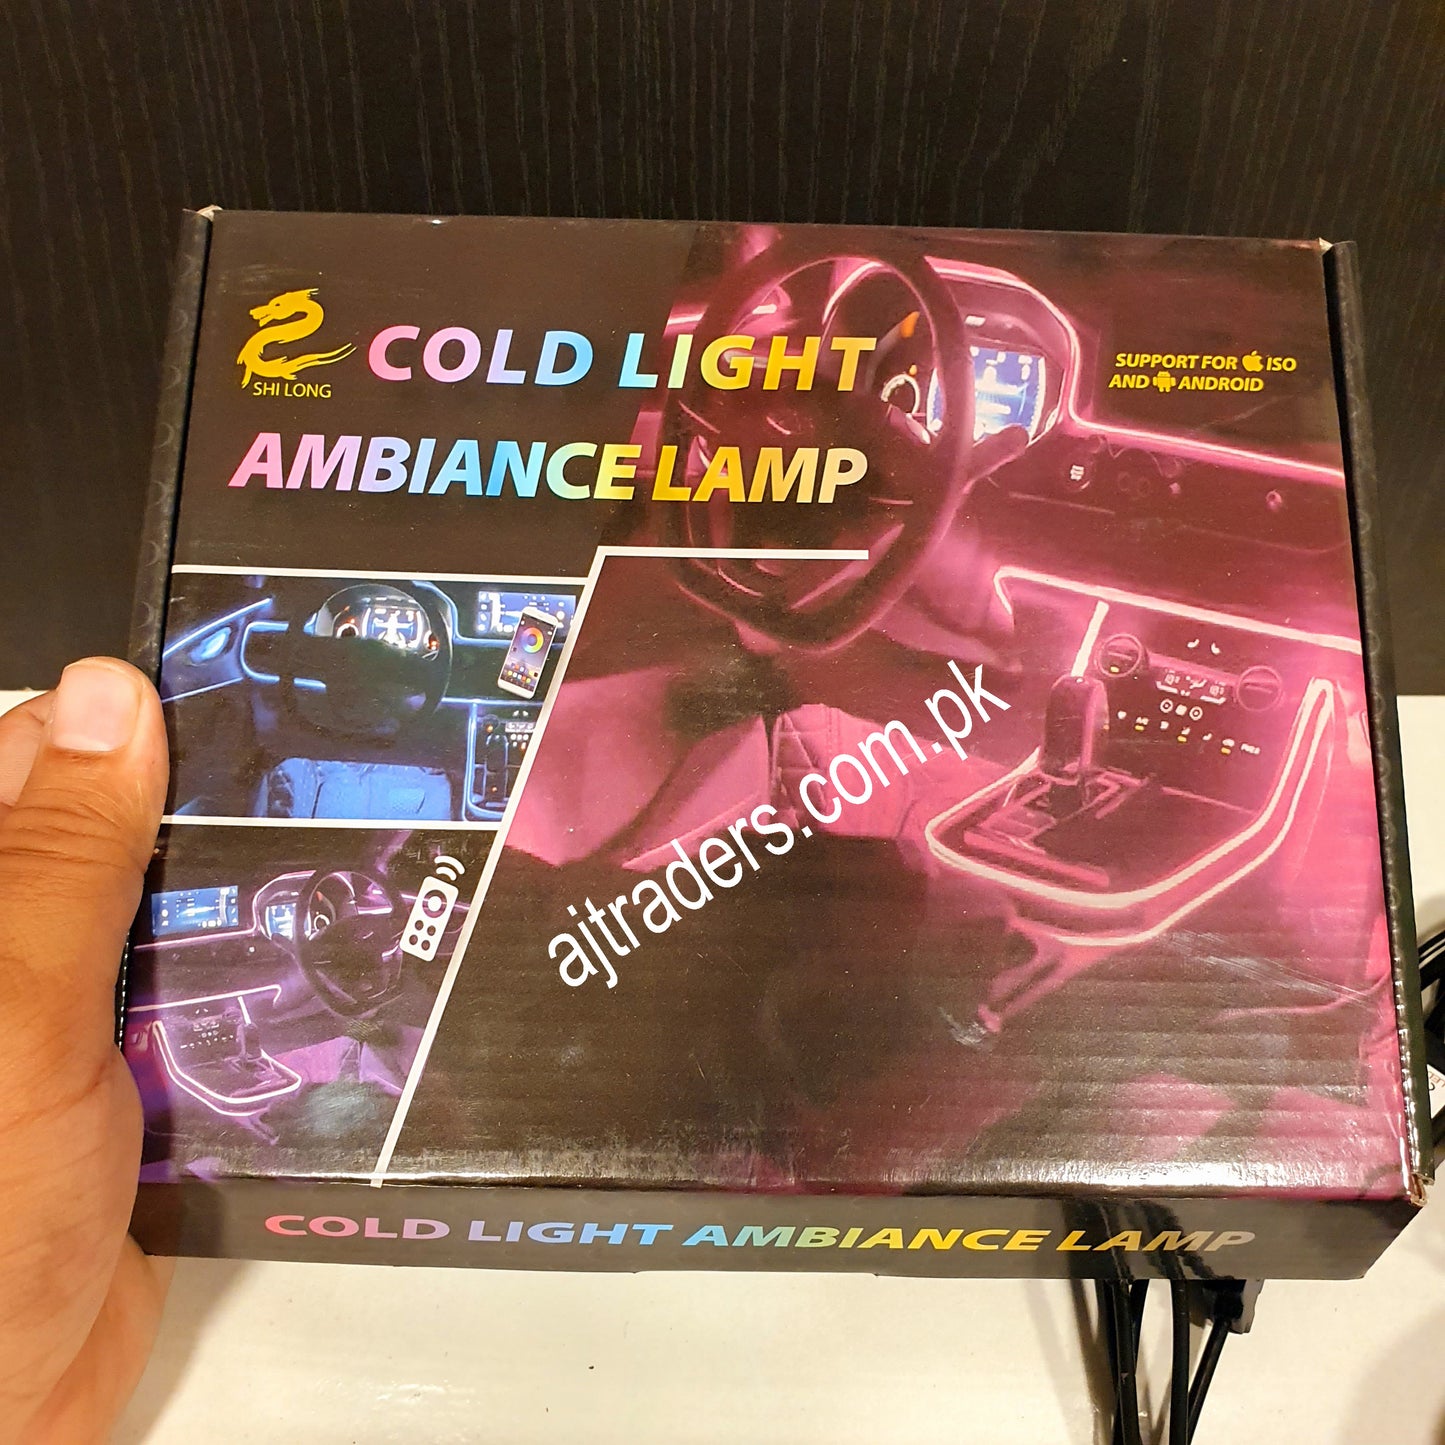 SHI LONG
COLD LIGHT
AMBIANCE LAMP
SUPPORT FOR ISO
AND ANDROID
ajtraders.com.pk
COLD LIGHT AMBIANCE LAMP